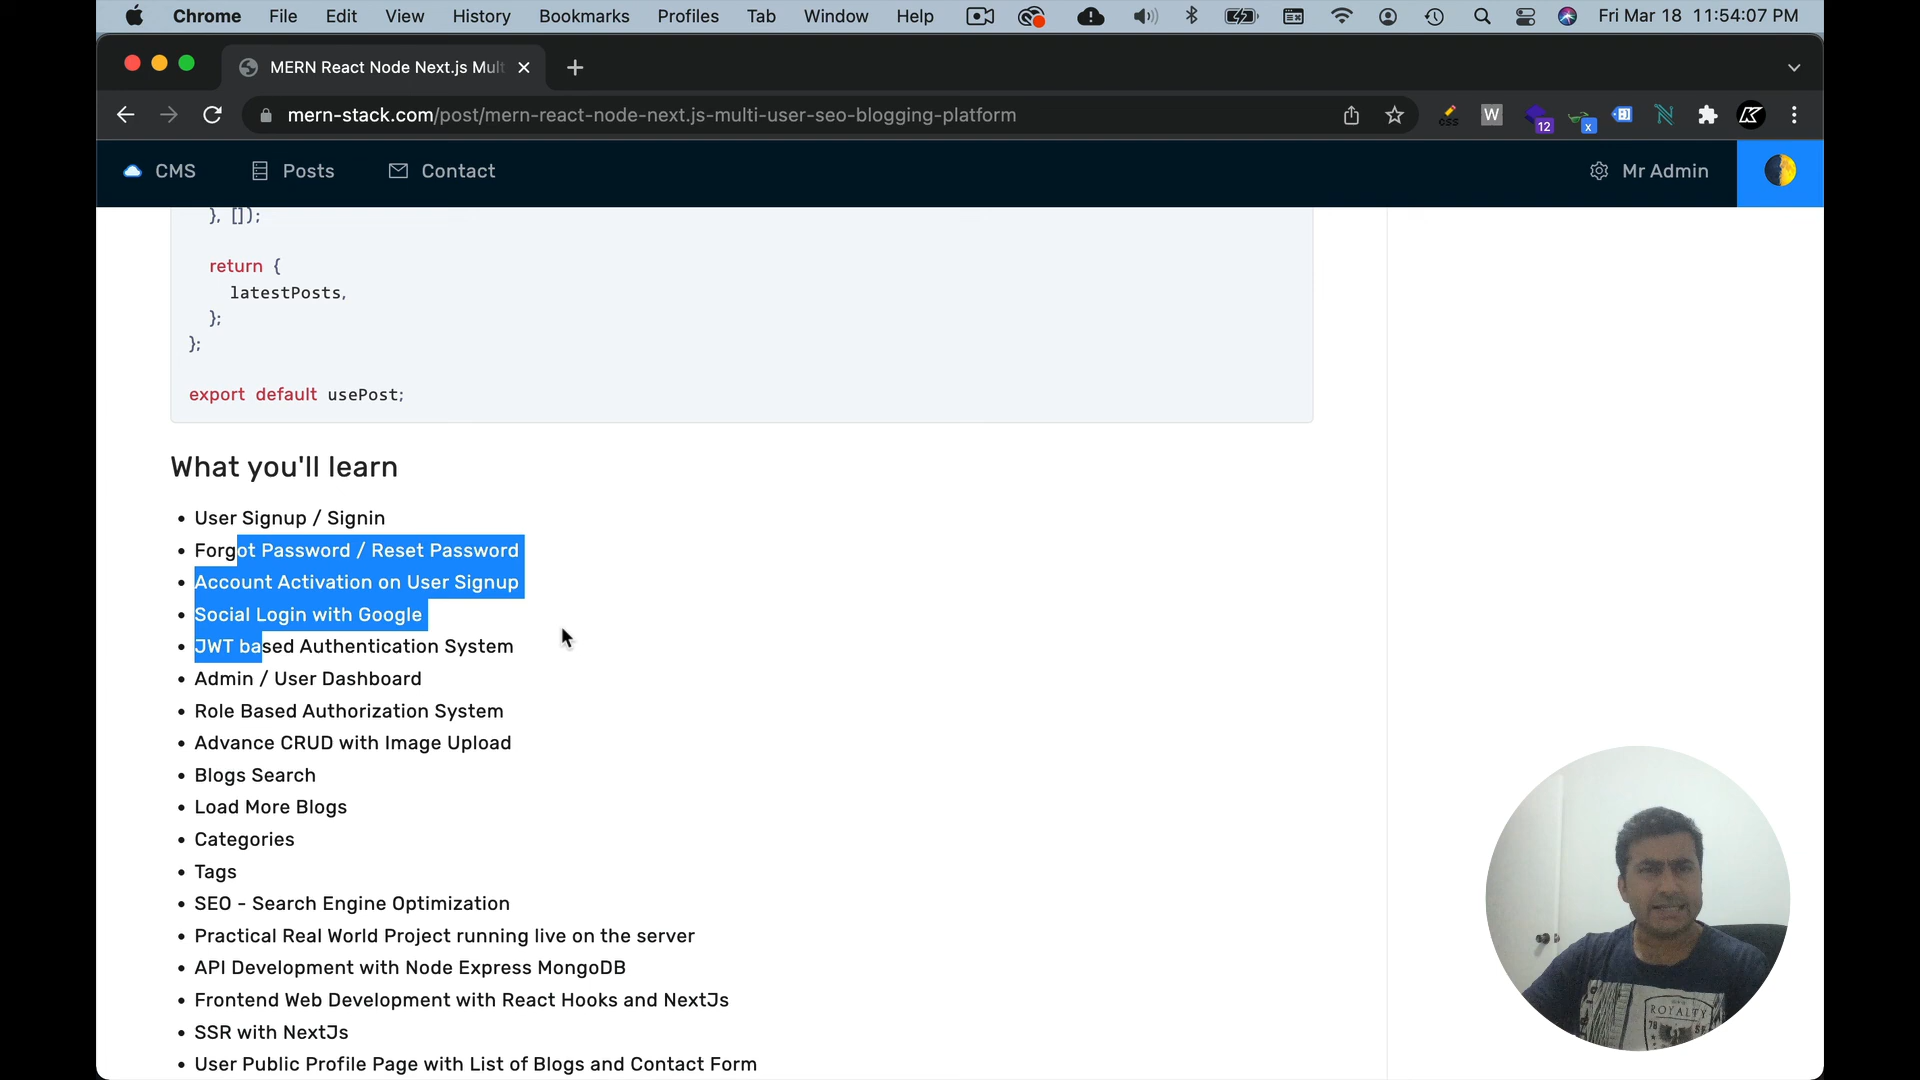 Chrome File Edit View History Bookmarks Profiles Tab Window Help Fri Mar 18 11:54:07 PM
MERN React Node Next.js Mult
mern-stack.com/post/mern-react-node-next.js-multi-user-seo-blogging-platform
css W 12 x
CMS Posts Contact Mr Admin
}, []);
return {
latestPosts,
};
};
export default usePost;
What you'll learn
• User Signup / Signin
• Forgot Password / Reset Password
• Account Activation on User Signup
• Social Login with Google
• JWT based Authentication System
• Admin / User Dashboard
• Role Based Authorization System
• Advance CRUD with Image Upload
• Blogs Search
• Load More Blogs
• Categories
• Tags
• SEO - Search Engine Optimization
• Practical Real World Project running live on the server
• API Development with Node Express MongoDB
• Frontend Web Development with React Hooks and NextJs
• SSR with NextJs
• User Public Profile Page with List of Blogs and Contact Form
ROYALTY